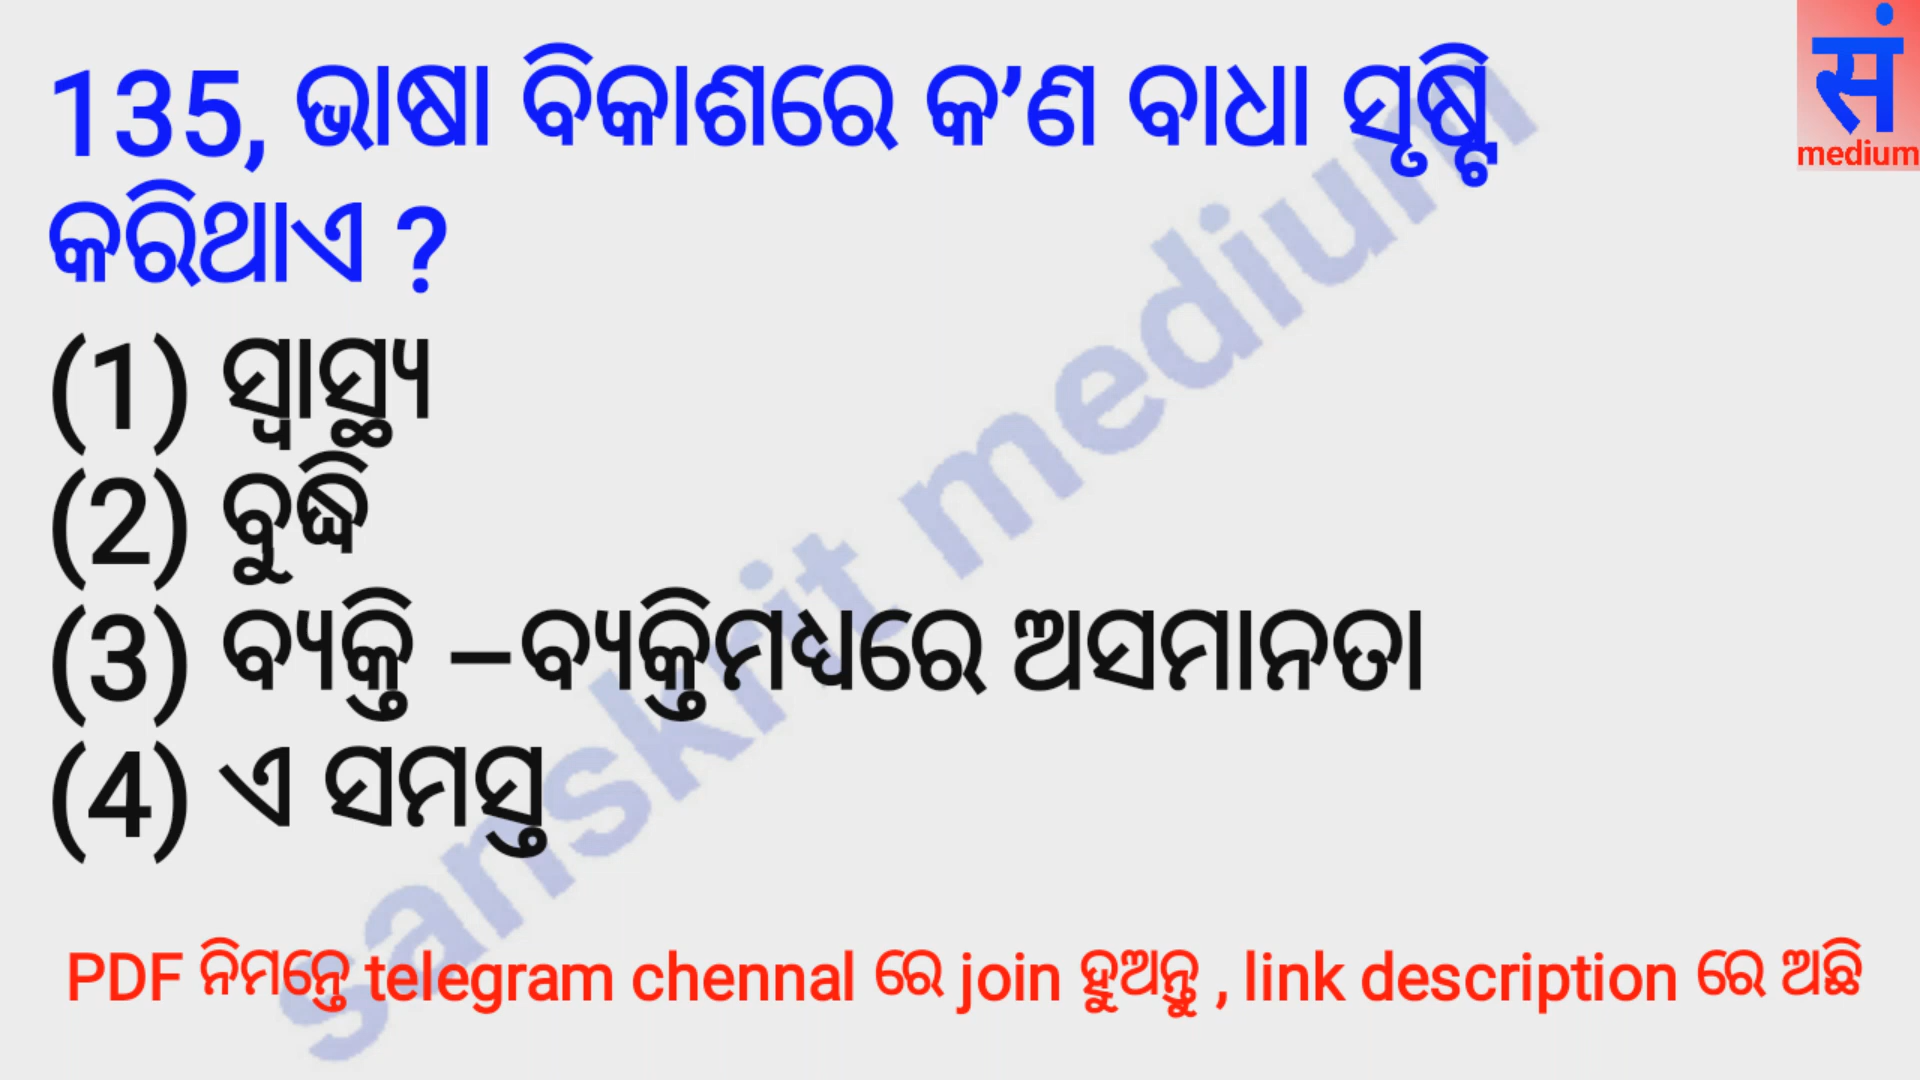 सं
medium
135, ଭାଷା ବିକାଶରେ କ’ଣ ବାଧା ସୃଷ୍ଟି
କରିଥାଏ ?
(1) ସ୍ୱାସ୍ଥ୍ୟ
(2) ବୁଦ୍ଧି
(3) ବ୍ୟକ୍ତି –ବ୍ୟକ୍ତିମଧ୍ୟରେ ଅସମାନତା
(4) ଏ ସମସ୍ତ
sanskrit medium
PDF ନିମନ୍ତେ telegram chennal ରେ join ହୁଅନ୍ତୁ , link description ରେ ଅଛି